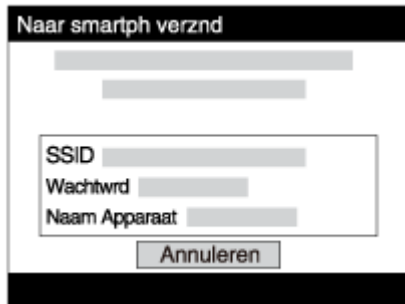 Naar smartph verznd
SSID
Wachtwrd
Naam Apparaat
Annuleren